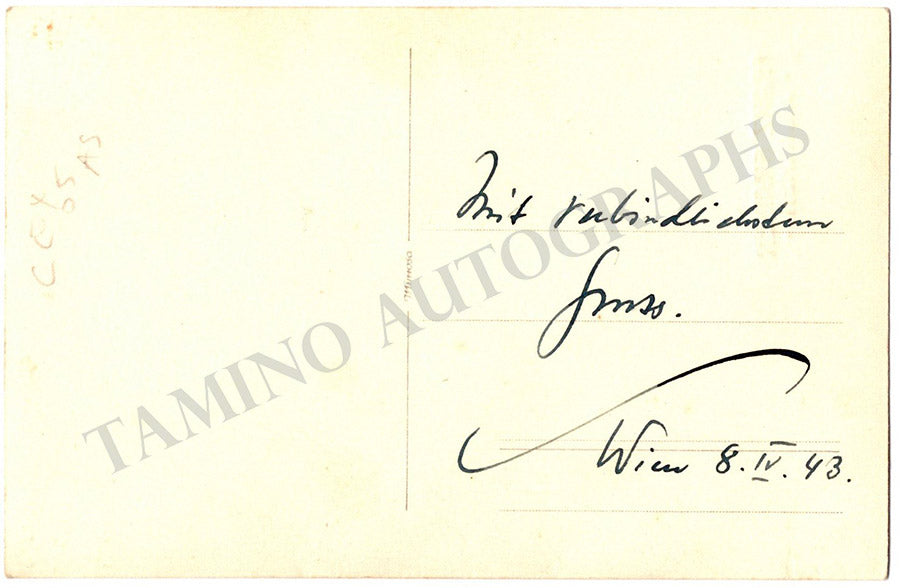 Mit verbindlichstem
Gruss.
Wien 8. IV. 43.
TAMINO AUTOGRAPHS